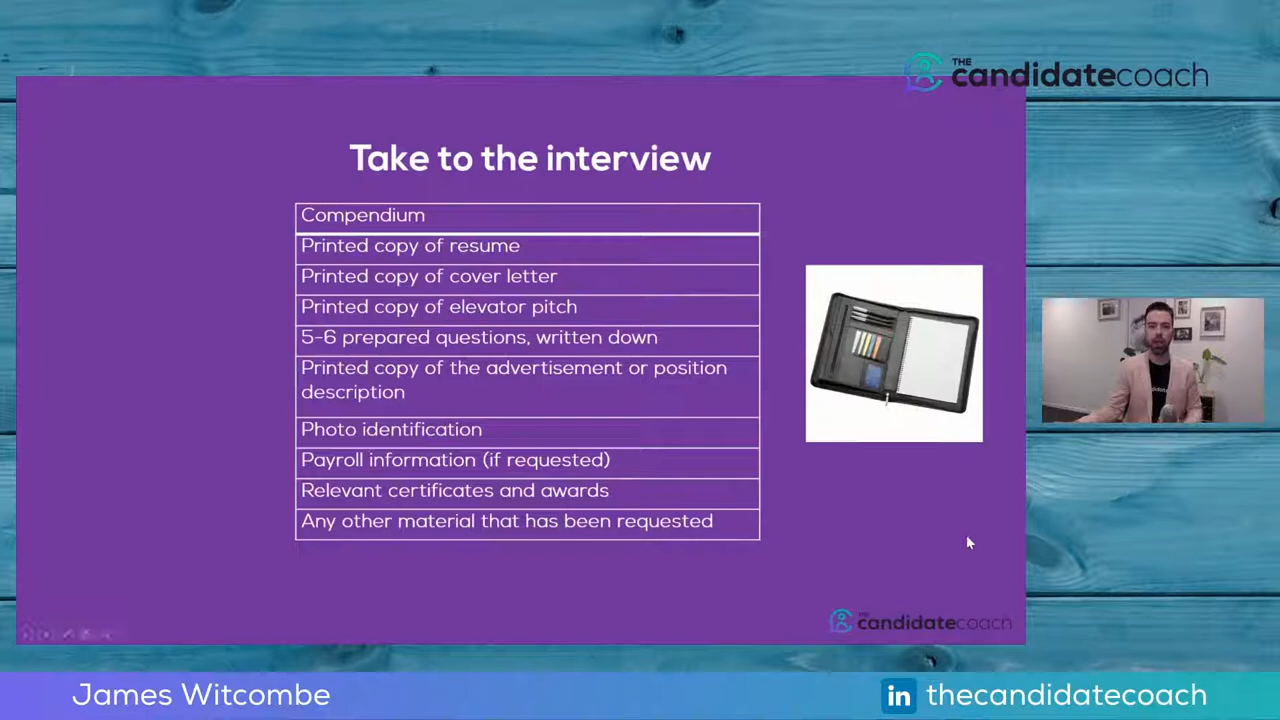 THE
candidatecoach
Take to the interview
Compendium
Printed copy of resume
Printed copy of cover letter
Printed copy of elevator pitch
5-6 prepared questions, written down
Printed copy of the advertisement or position
description
Photo identification
Payroll information (if requested)
Relevant certificates and awards
Any other material that has been requested
THE
candidatecoach
James Witcombe
in thecandidatecoach